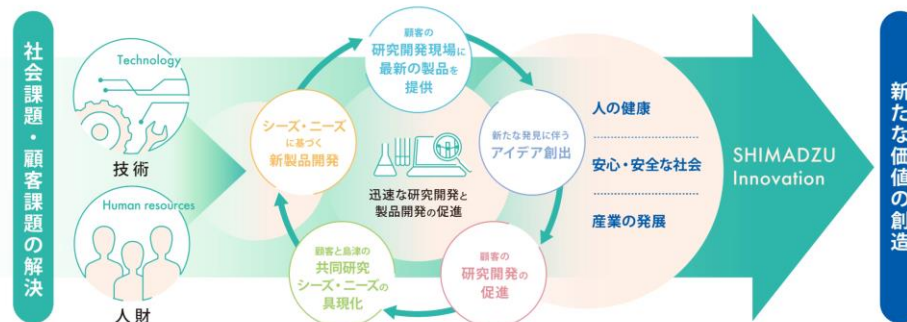 社会課題・顧客課題の解決
Technology
技術
Human resources
人財
顧客の
研究開発現場に
最新の製品を
提供
シーズ・ニーズ
に基づく
新製品開発
新たな発見に伴う
アイデア創出
迅速な研究開発と
製品開発の促進
顧客と島津の
共同研究
シーズ・ニーズの
具現化
顧客の
研究開発の
促進
人の健康
安心・安全な社会
産業の発展
SHIMADZU
Innovation
新たな価値の創造